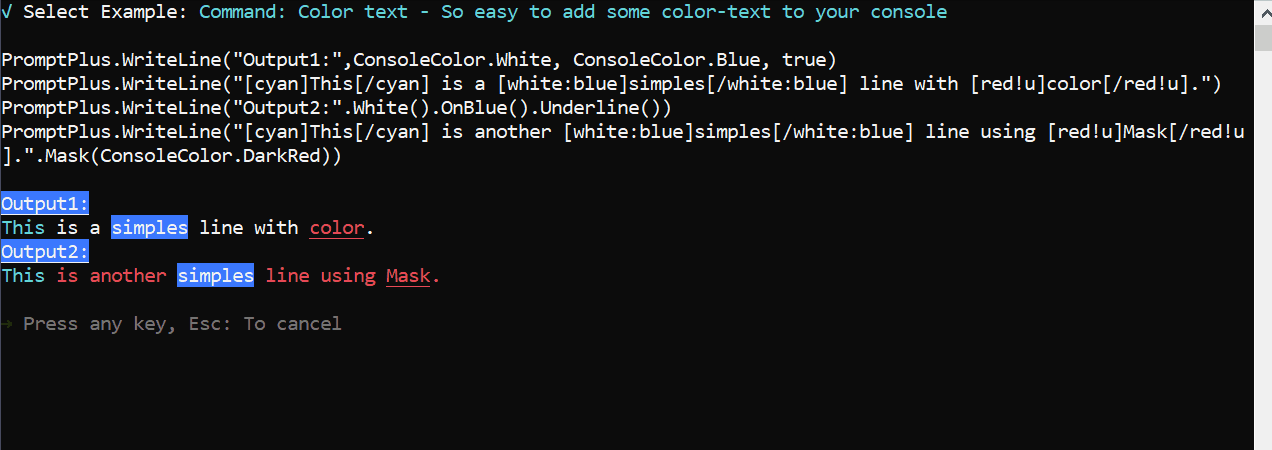 √ Select Example: Command: Color text - So easy to add some color-text to your console
PromptPlus.WriteLine("Output1:",ConsoleColor.White, ConsoleColor.Blue, true)
PromptPlus.WriteLine("[cyan]This[/cyan] is a [white:blue]simples[/white:blue] line with [red!u]color[/red!u].")
PromptPlus.WriteLine("Output2:".White().OnBlue().Underline())
PromptPlus.WriteLine("[cyan]This[/cyan] is another [white:blue]simples[/white:blue] line using [red!u]Mask[/red!u
].".Mask(ConsoleColor.DarkRed))
Output1:
This is a simples line with color.
Output2:
This is another simples line using Mask.
→ Press any key, Esc: To cancel